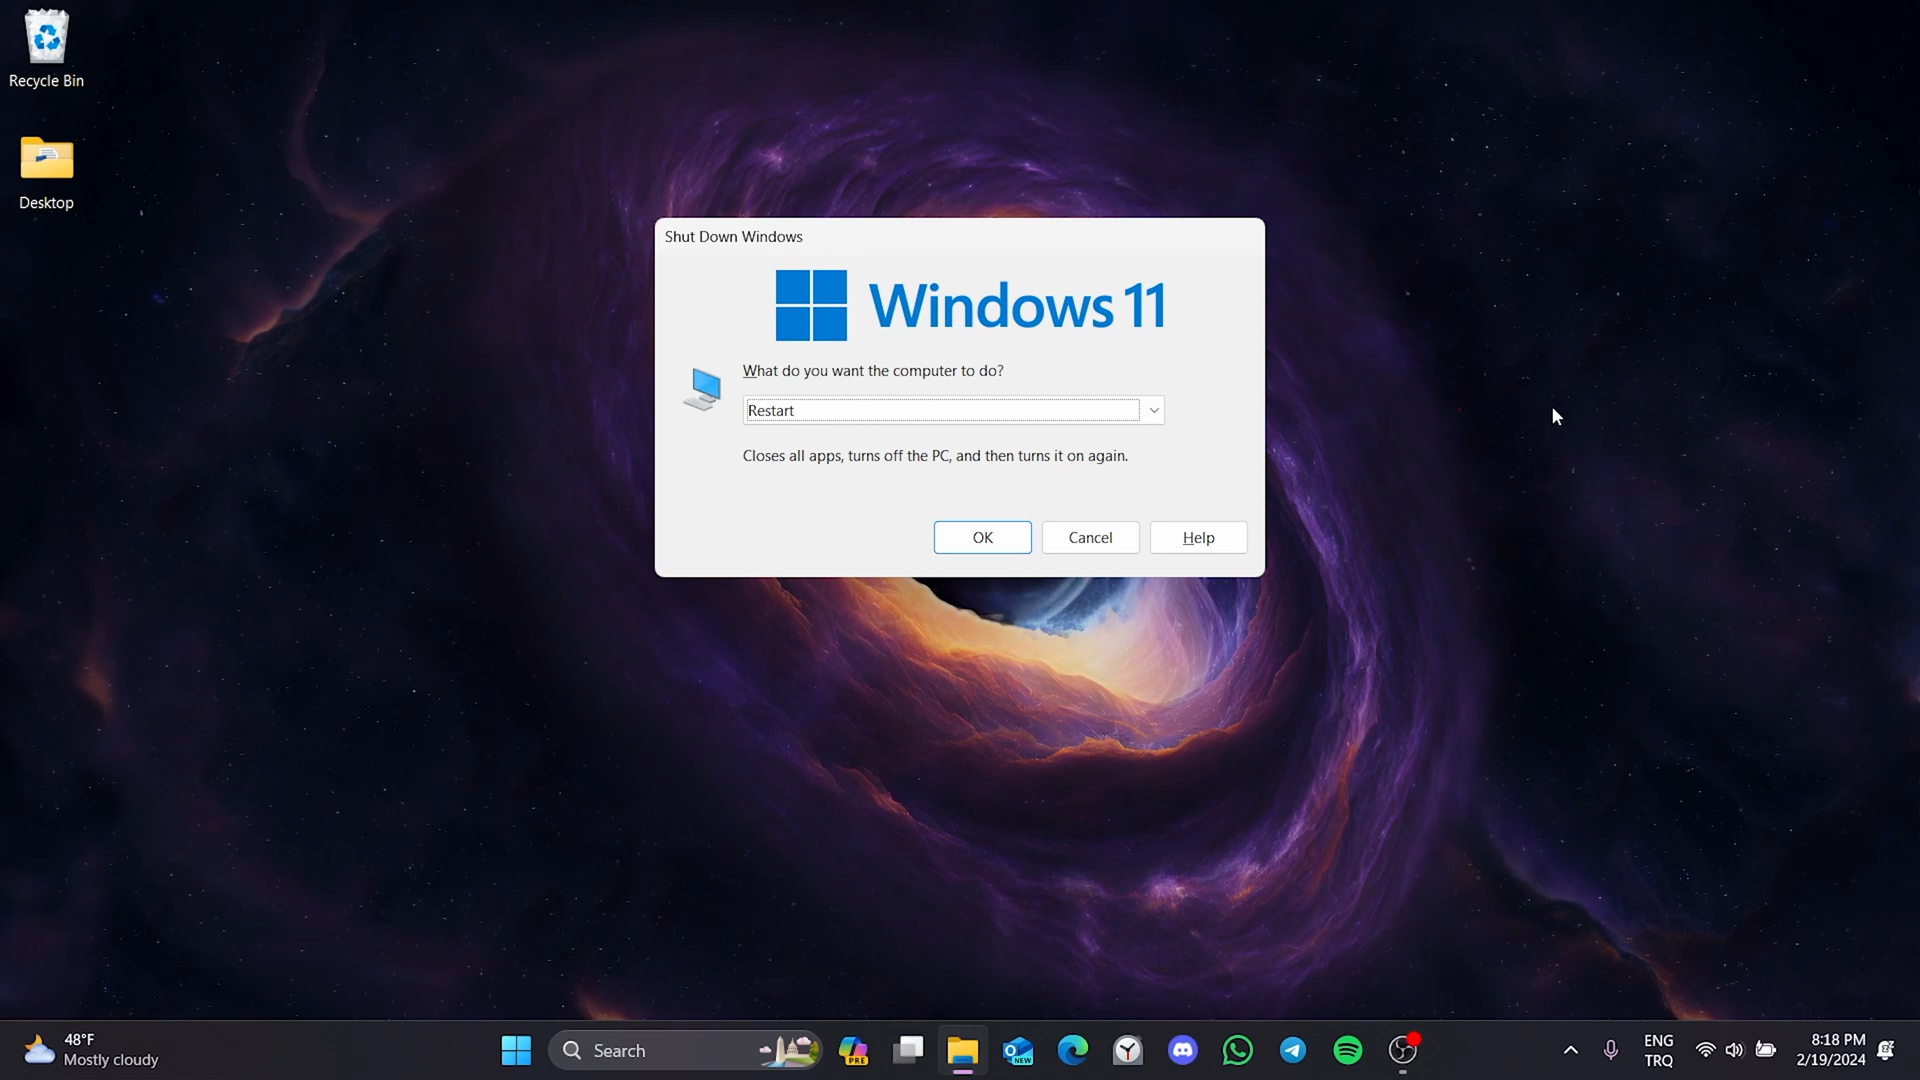 Recycle Bin
Desktop
Shut Down Windows
Windows 11
What do you want the computer to do?
Restart
Closes all apps, turns off the PC, and then turns it on again.
OK
Cancel
Help
48°F
Mostly cloudy
Search
PRE
NEW
ENG
TRQ
8:18 PM
2/19/2024